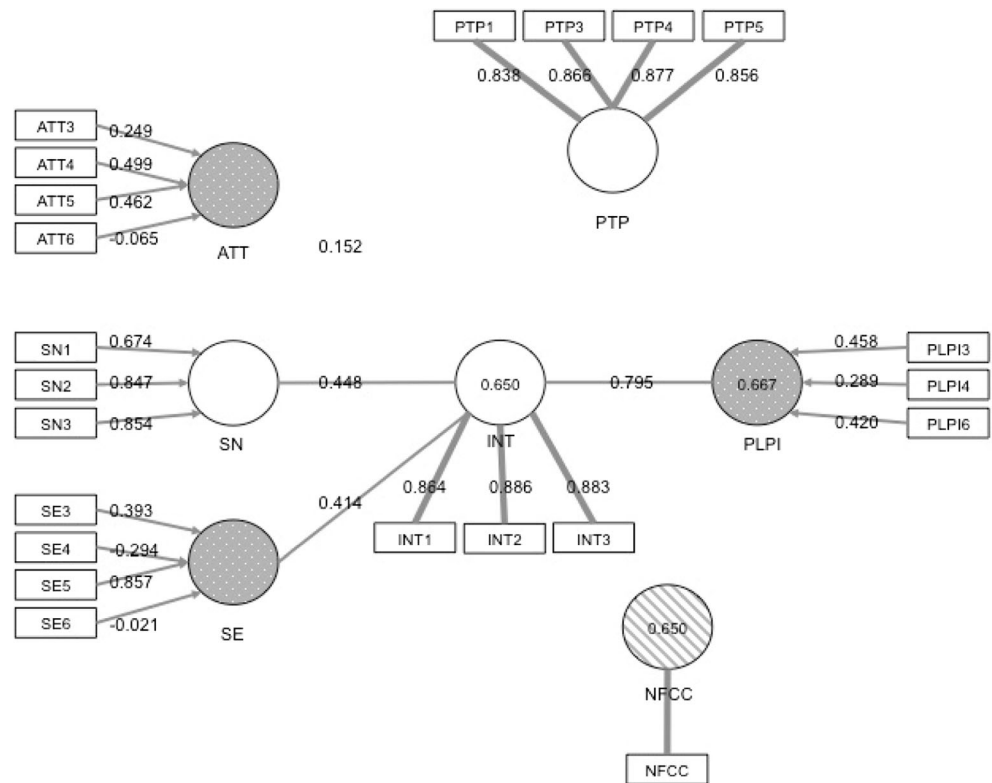 PTP1 PTP3 PTP4 PTP5
0.838 0.866 0.877 0.856
PTP
ATT3 0.249
ATT4 0.499
ATT5 0.462
ATT6 -0.065
ATT
0.152
SN1 0.674
SN2 0.847
SN3 0.854
SN
0.448
0.650
INT
0.795
0.667
PLPI
0.458 PLPI3
0.289 PLPI4
0.420 PLPI6
0.414
0.864 0.886 0.883
INT1 INT2 INT3
SE3 0.393
SE4 -0.294
SE5 0.857
SE6 -0.021
SE
0.650
NFCC
NFCC